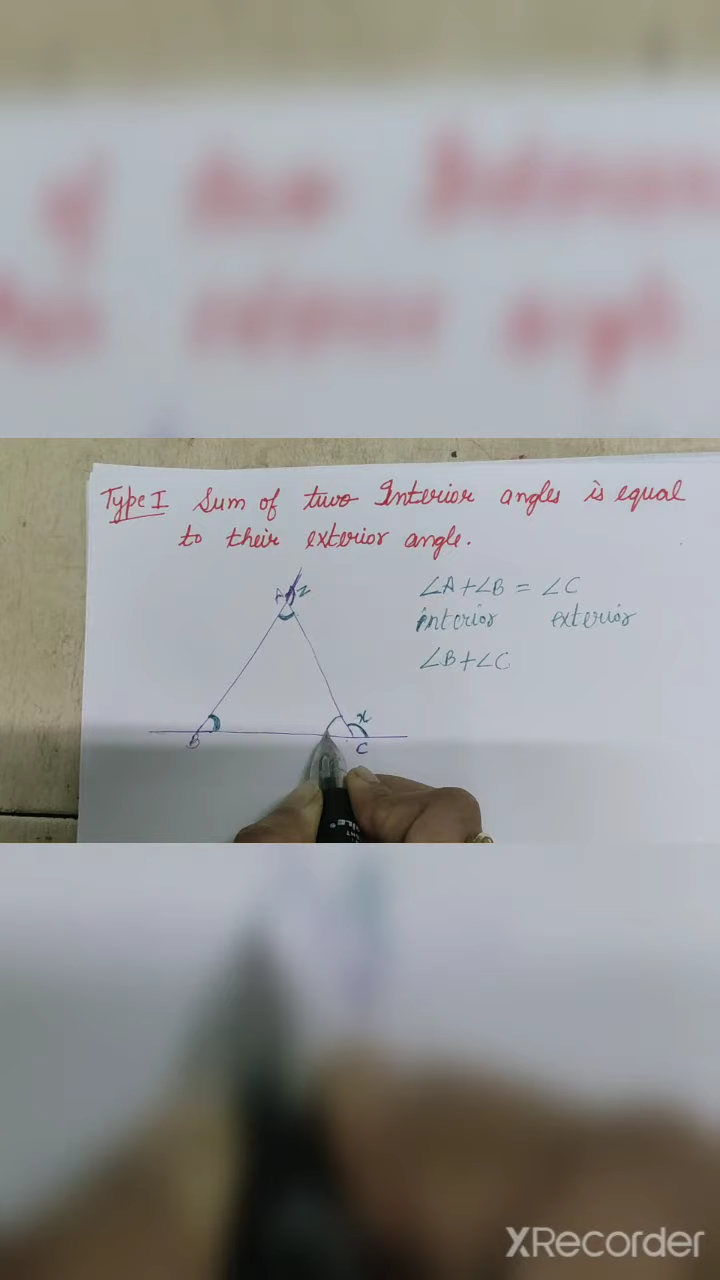 Type I Sum of two Interior angles is equal
to their exterior angle.
∠A+∠B = ∠C
interior exterior
∠B+∠C
A z
x
B
C
XRecorder